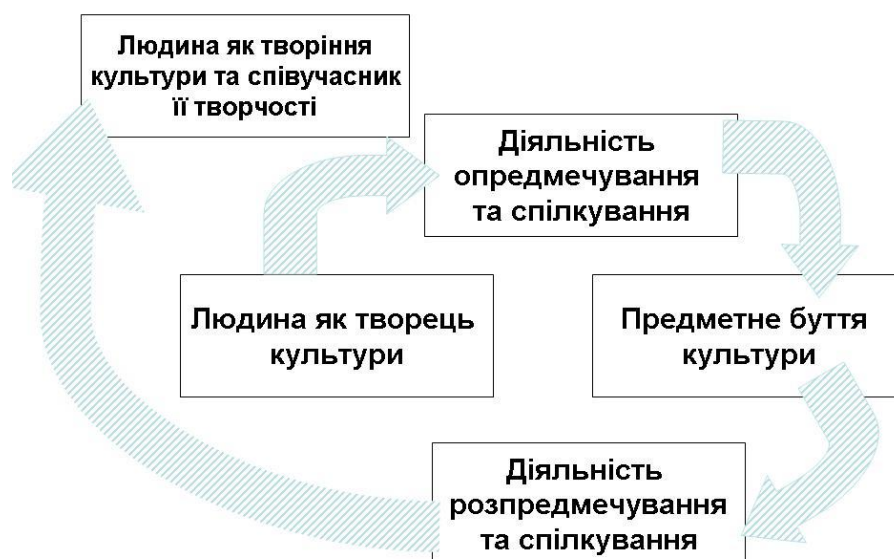 Людина як творіння
культури та співучасник
її творчості
Діяльність
опредмечування
та спілкування
Людина як творець
культури
Предметне буття
культури
Діяльність
розпредмечування
та спілкування